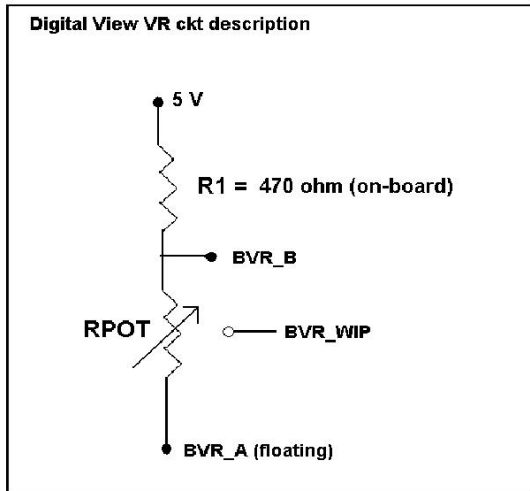 Digital View VR ckt description
5 V
R1 = 470 ohm (on-board)
BVR_B
RPOT
BVR_WIP
BVR_A (floating)